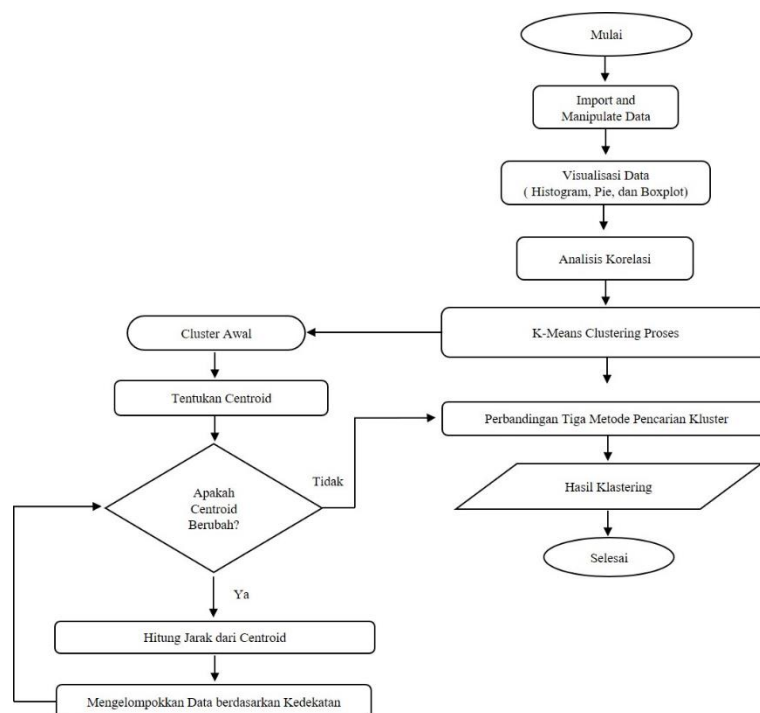 Mulai
Import and
Manipulate Data
Visualisasi Data
( Histogram, Pie, dan Boxplot)
Analisis Korelasi
K-Means Clustering Proses
Cluster Awal
Tentukan Centroid
Apakah
Centroid
Berubah?
Tidak
Ya
Hitung Jarak dari Centroid
Mengelompokkan Data berdasarkan Kedekatan
Perbandingan Tiga Metode Pencarian Kluster
Hasil Klastering
Selesai